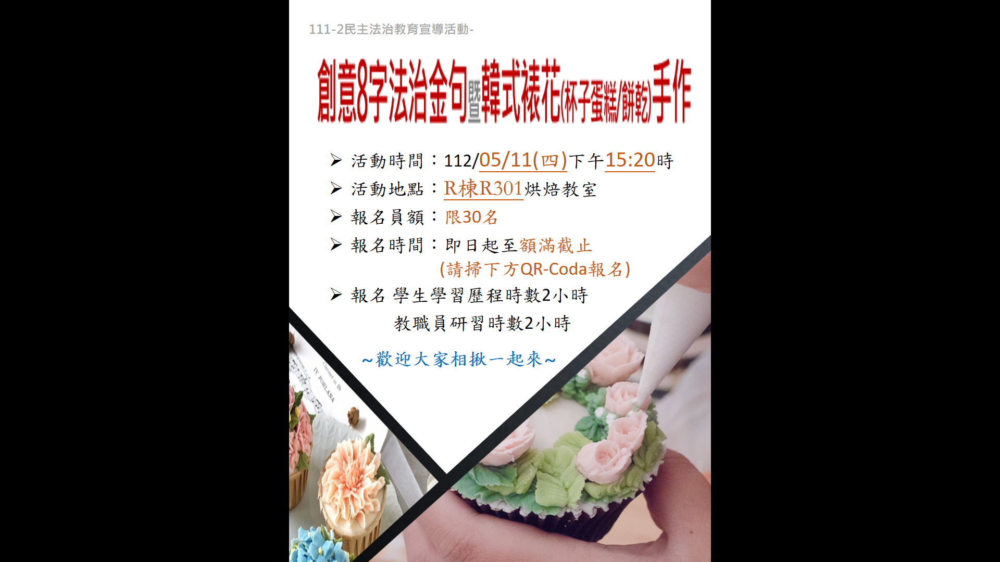 111-2民主法治教育宣導活動-
創意8字法治金句暨韓式裱花(杯子蛋糕/餅乾)手作
➢ 活動時間：112/05/11(四)下午15:20時
➢ 活動地點：R棟R301烘焙教室
➢ 報名員額：限30名
➢ 報名時間：即日起至額滿截止
(請掃下方QR-Coda報名)
➢ 報名 學生學習歷程時數2小時
教職員研習時數2小時
~歡迎大家相揪一起來~
Clarinet in B♭
IV. FORLANA